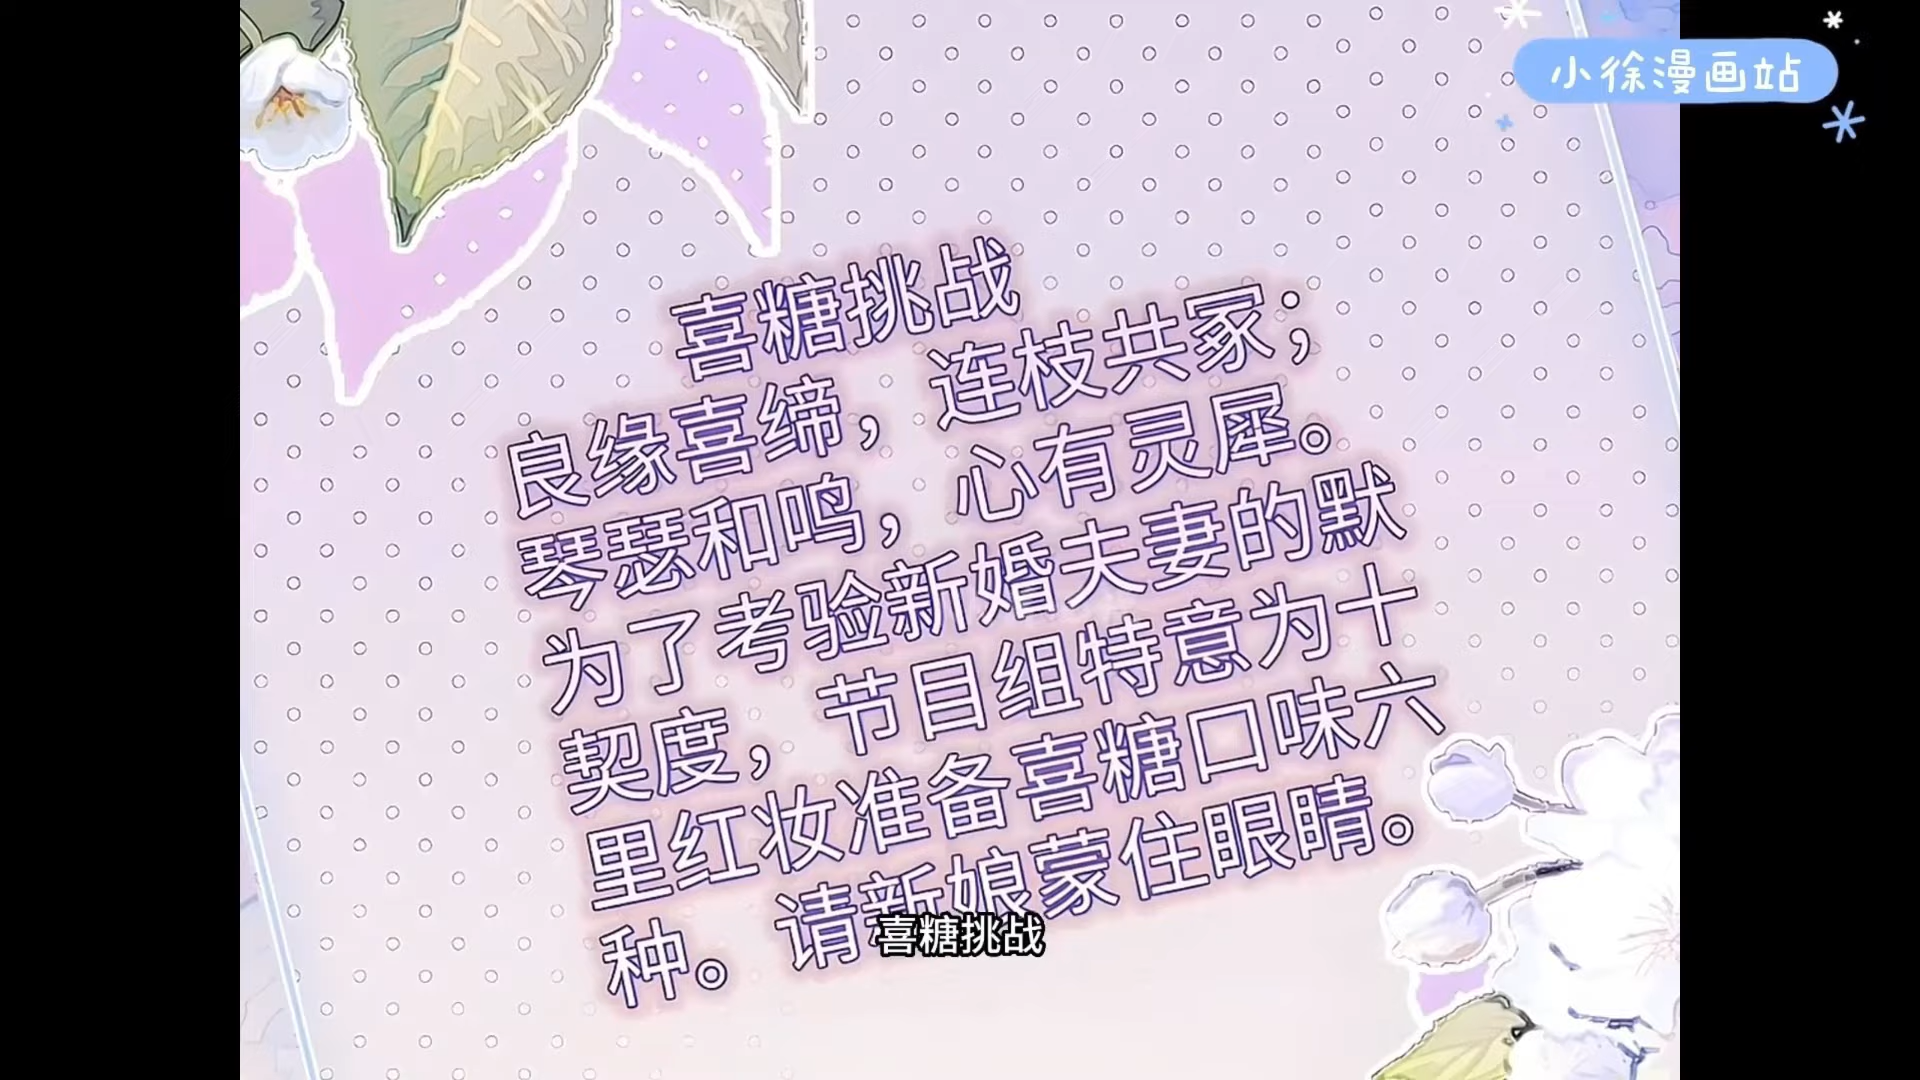 小徐漫画站
喜糖挑战
良缘喜缔，连枝共冢；
琴瑟和鸣，心有灵犀。
为了考验新婚夫妻的默
契度，节目组特意为十
里红妆准备喜糖口味六
种。请新娘蒙住眼睛。
喜糖挑战